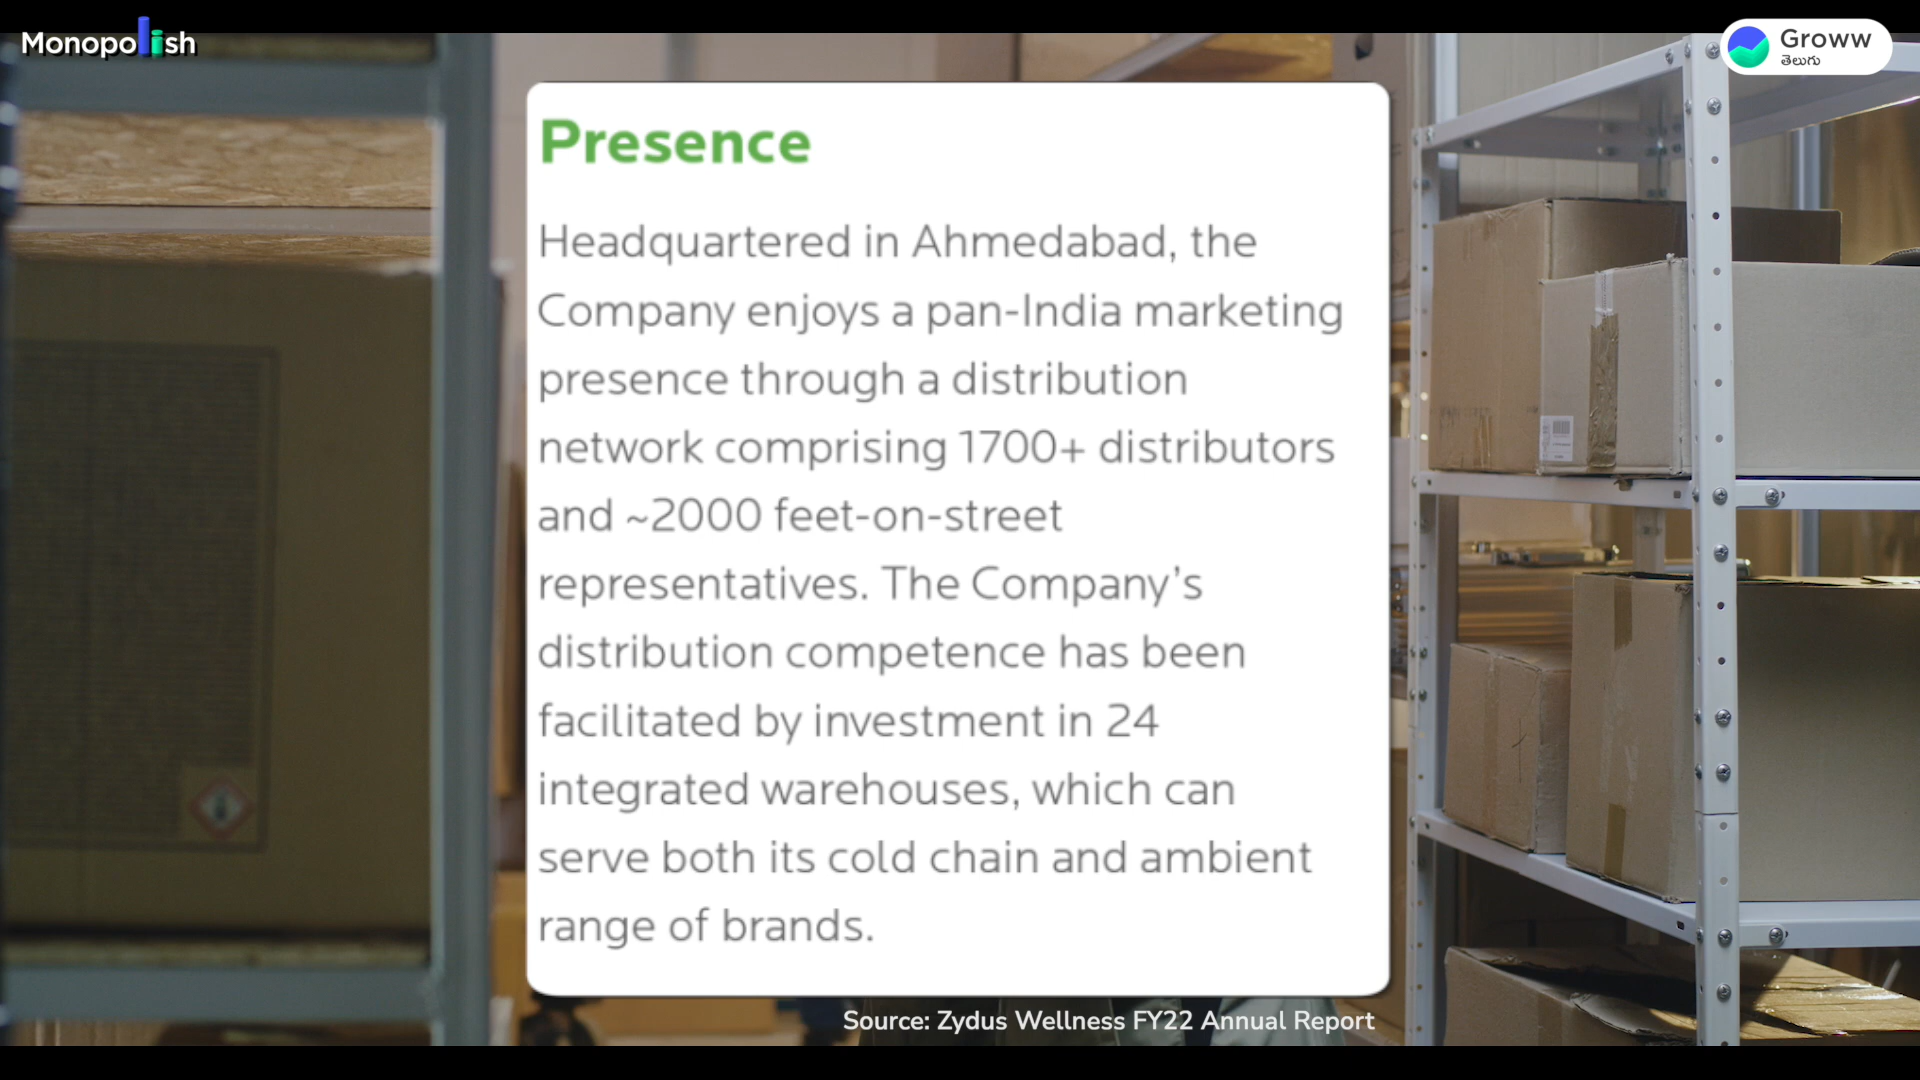 Monopolish
Groww
తెలుగు
Presence
Headquartered in Ahmedabad, the
Company enjoys a pan-India marketing
presence through a distribution
network comprising 1700+ distributors
and ~2000 feet-on-street
representatives. The Company’s
distribution competence has been
facilitated by investment in 24
integrated warehouses, which can
serve both its cold chain and ambient
range of brands.
Source: Zydus Wellness FY22 Annual Report